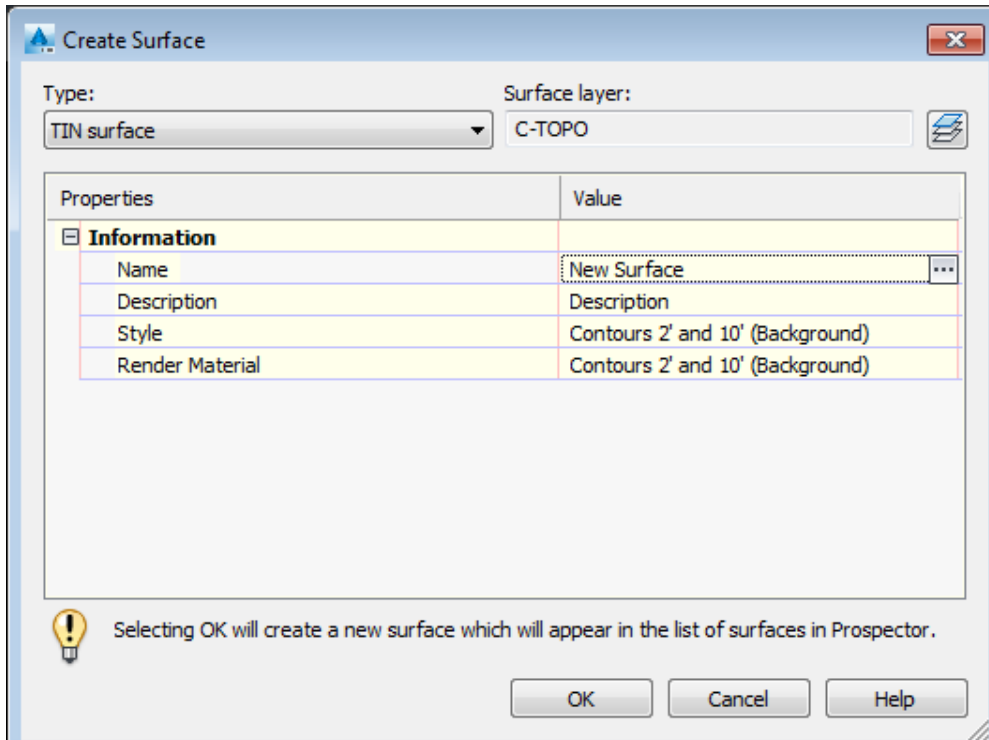 Create Surface
Type:
Surface layer:
TIN surface
C-TOPO
Properties Value
Information
Name New Surface ...
Description Description
Style Contours 2' and 10' (Background)
Render Material Contours 2' and 10' (Background)
Selecting OK will create a new surface which will appear in the list of surfaces in Prospector.
OK Cancel Help